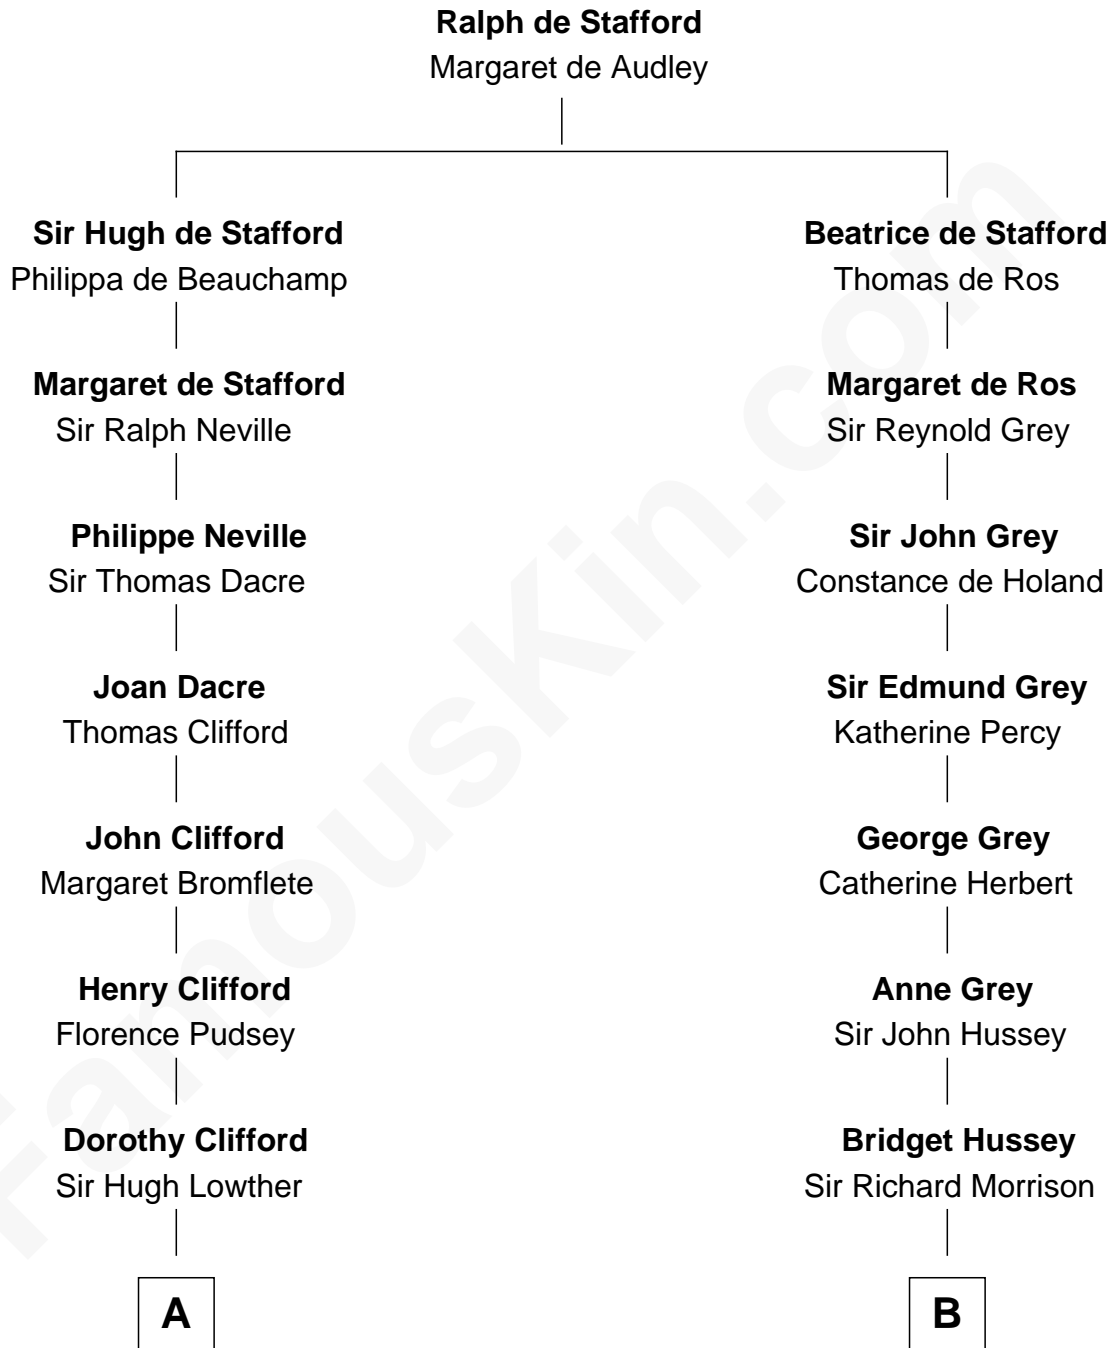 Ralph de Stafford
Margaret de Audley
Sir Hugh de Stafford
Philippa de Beauchamp
Margaret de Stafford
Sir Ralph Neville
Philippe Neville
Sir Thomas Dacre
Joan Dacre
Thomas Clifford
John Clifford
Margaret Bromflete
Henry Clifford
Florence Pudsey
Dorothy Clifford
Sir Hugh Lowther
A
Beatrice de Stafford
Thomas de Ros
Margaret de Ros
Sir Reynold Grey
Sir John Grey
Constance de Holand
Sir Edmund Grey
Katherine Percy
George Grey
Catherine Herbert
Anne Grey
Sir John Hussey
Bridget Hussey
Sir Richard Morrison
B
FamousKin.com